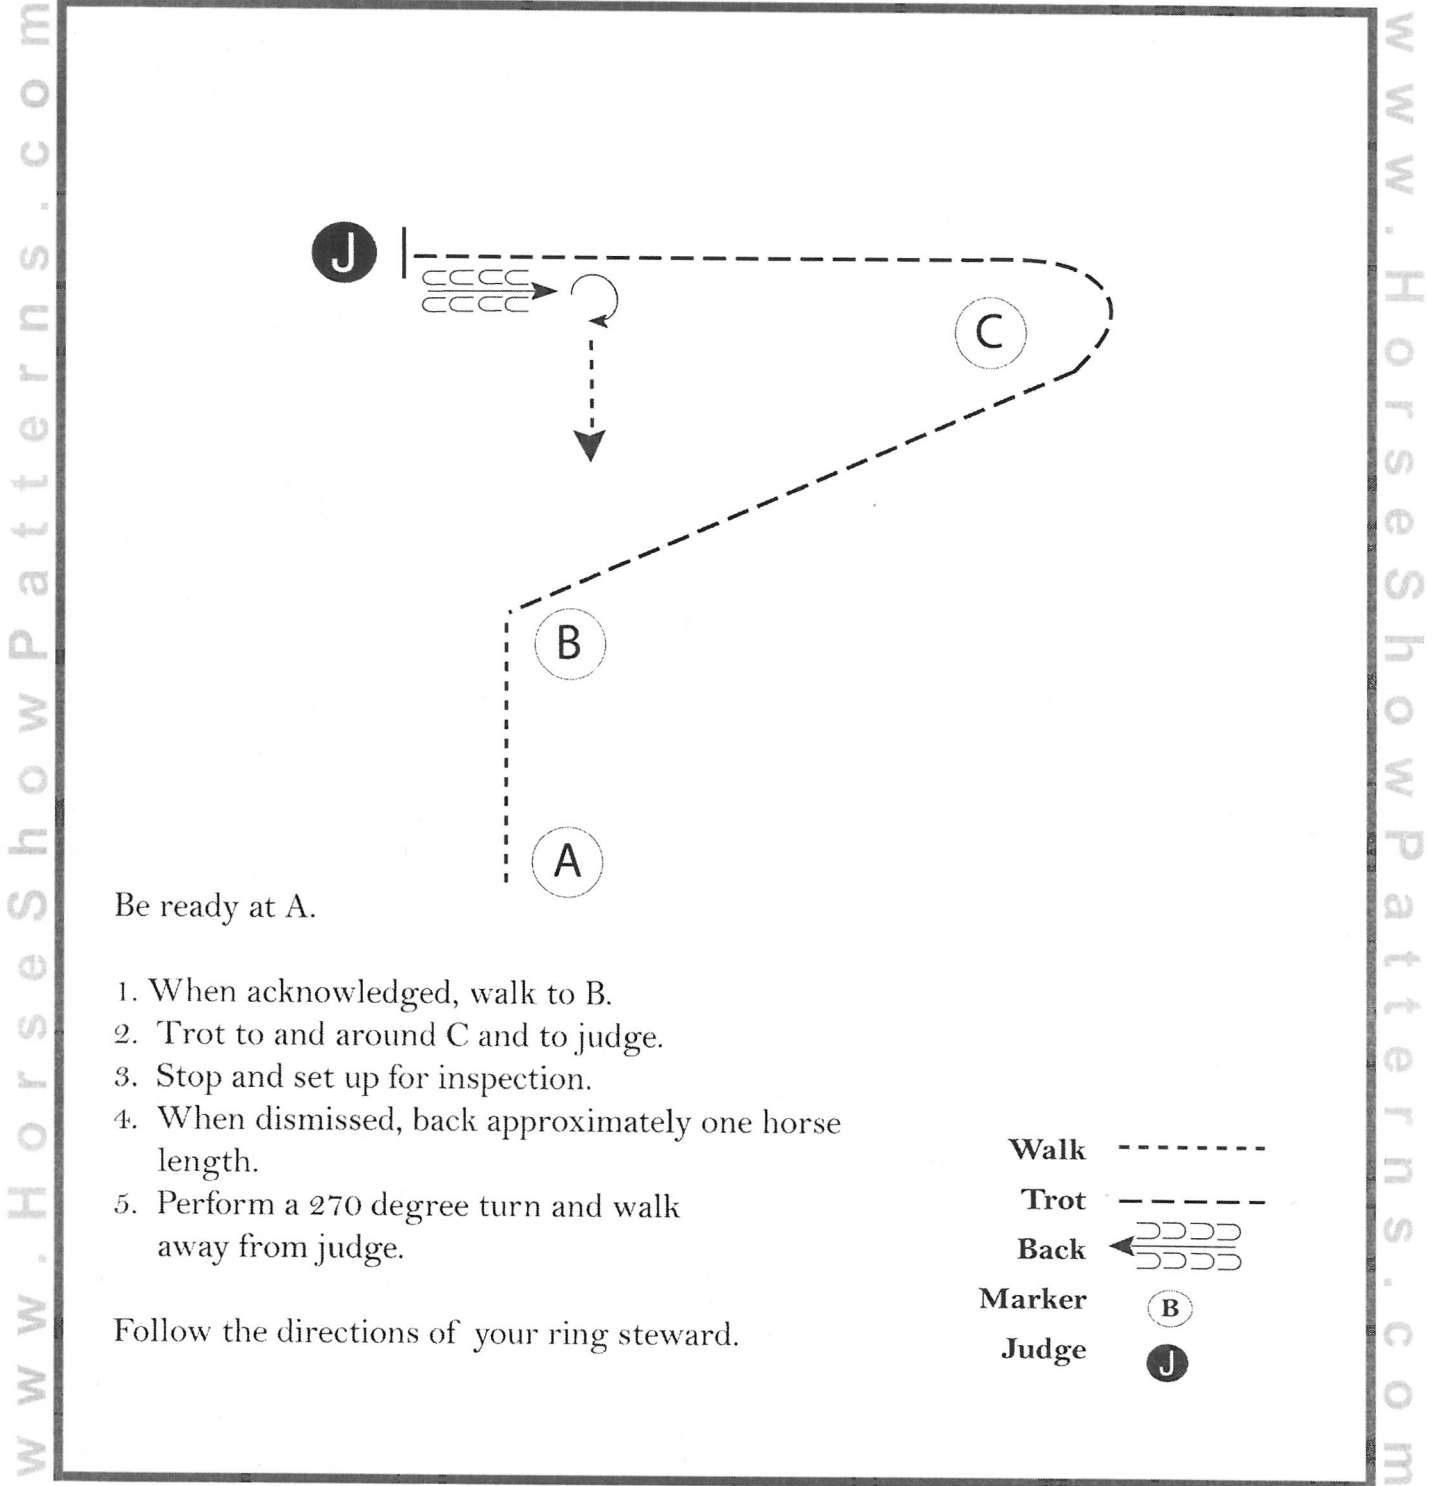 www.HorseShowPatterns.com
www.HorseShowPatterns.com
J
C
B
A
Be ready at A.
1. When acknowledged, walk to B.
2. Trot to and around C and to judge.
3. Stop and set up for inspection.
4. When dismissed, back approximately one horse
length.
5. Perform a 270 degree turn and walk
away from judge.
Follow the directions of your ring steward.
Walk
Trot
Back
Marker B
Judge J